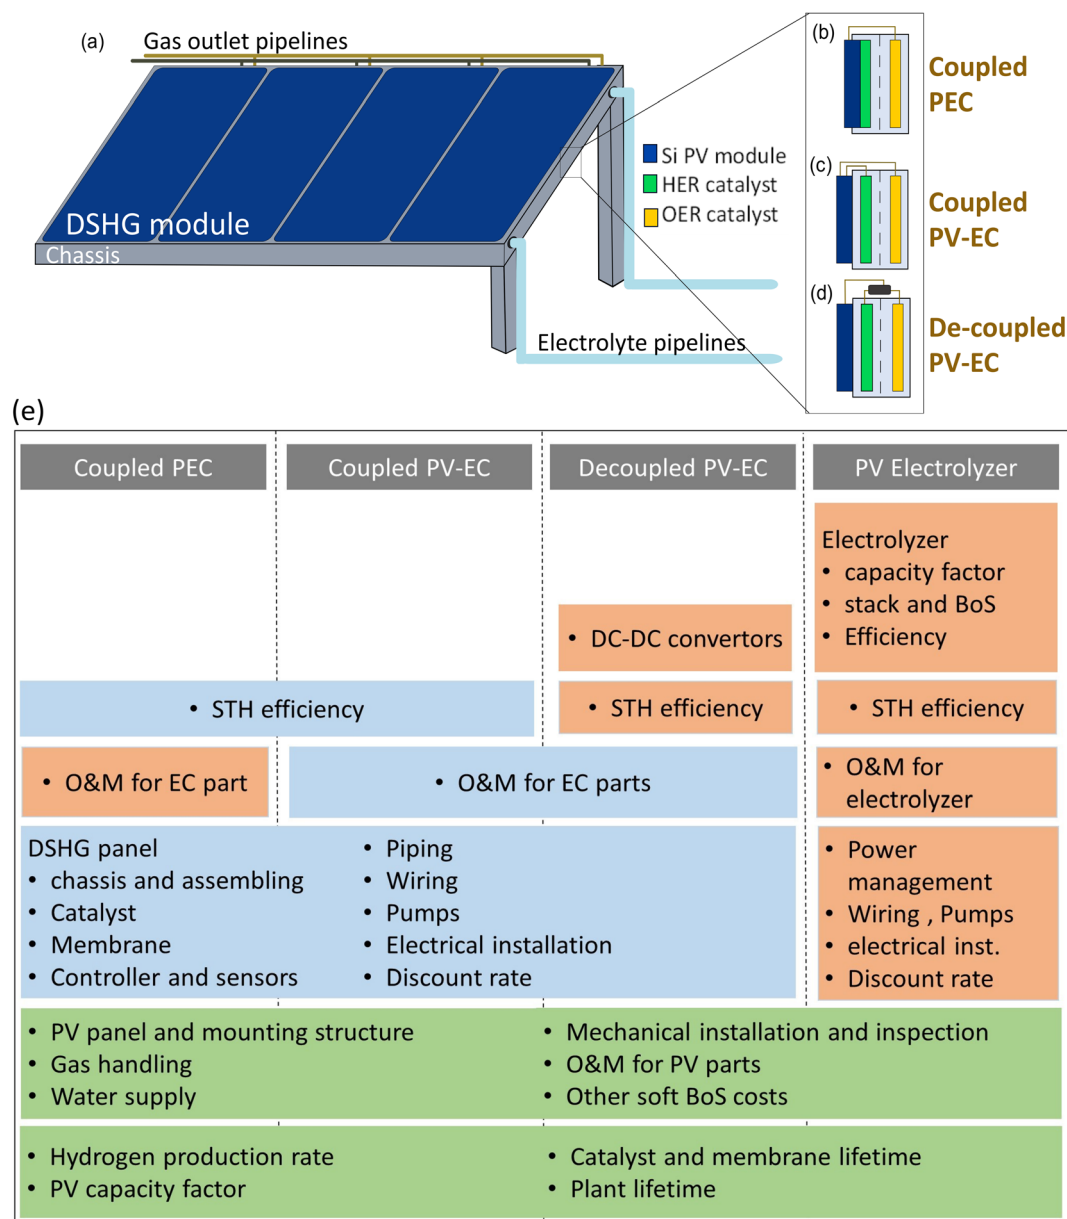 (a)
Gas outlet pipelines
DSHG module
Chassis
Electrolyte pipelines
Si PV module
HER catalyst
OER catalyst
(b)
Coupled
PEC
(c)
Coupled
PV-EC
(d)
De-coupled
PV-EC
(e)
Coupled PEC
Coupled PV-EC
Decoupled PV-EC
PV Electrolyzer
Electrolyzer
• capacity factor
• stack and BoS
• Efficiency
• DC-DC convertors
• STH efficiency
• STH efficiency
• STH efficiency
• O&M for EC part
• O&M for EC parts
• O&M for
electrolyzer
DSHG panel
• chassis and assembling
• Catalyst
• Membrane
• Controller and sensors
• Piping
• Wiring
• Pumps
• Electrical installation
• Discount rate
• Power
management
• Wiring , Pumps
• electrical inst.
• Discount rate
• PV panel and mounting structure
• Gas handling
• Water supply
• Mechanical installation and inspection
• O&M for PV parts
• Other soft BoS costs
• Hydrogen production rate
• PV capacity factor
• Catalyst and membrane lifetime
• Plant lifetime